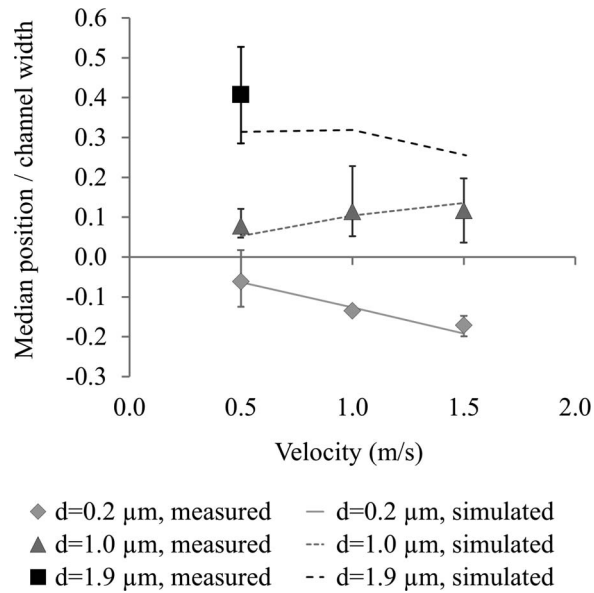 Median position / channel width
0.6
0.5
0.4
0.3
0.2
0.1
0.0
-0.1
-0.2
-0.3
0.0 0.5 1.0 1.5 2.0
Velocity (m/s)
d=0.2 µm, measured d=0.2 µm, simulated
d=1.0 µm, measured d=1.0 µm, simulated
d=1.9 µm, measured d=1.9 µm, simulated